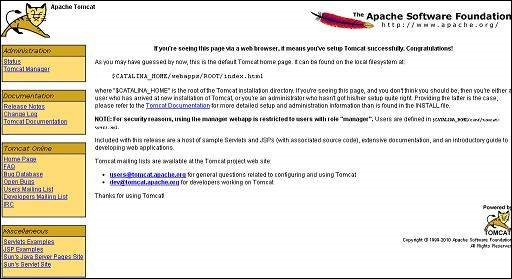 Apache Tomcat
The Apache Software Foundation
http://www.apache.org/
Administration
Status
Tomcat Manager
Documentation
Release Notes
Change Log
Tomcat Documentation
Tomcat Online
Home Page
FAQ
Bug Database
Open Bugs
Users Mailing List
Developers Mailing List
IRC
Miscellaneous
Servlets Examples
JSP Examples
Sun's Java Server Pages Site
Sun's Servlet Site
If you're seeing this page via a web browser, it means you've setup Tomcat successfully. Congratulations!
As you may have guessed by now, this is the default Tomcat home page. It can be found on the local filesystem at:
$CATALINA_HOME/webapps/ROOT/index.html
where "$CATALINA_HOME" is the root of the Tomcat installation directory. If you're seeing this page, and you don't think you should be, then you're either a
user who has arrived at new installation of Tomcat, or you're an administrator who hasn't got his/her setup quite right. Providing the latter is the case,
please refer to the Tomcat Documentation for more detailed setup and administration information than is found in the INSTALL file.
NOTE: For security reasons, using the manager webapp is restricted to users with role "manager". Users are defined in $CATALINA_HOME/conf/tomcat-
users.xml.
Included with this release are a host of sample Servlets and JSPs (with associated source code), extensive documentation, and an introductory guide to
developing web applications.
Tomcat mailing lists are available at the Tomcat project web site:
• users@tomcat.apache.org for general questions related to configuring and using Tomcat
• dev@tomcat.apache.org for developers working on Tomcat
Thanks for using Tomcat!
Powered by
TOMCAT
Copyright © 1999-2010 Apache Software Foundation
All Rights Reserved